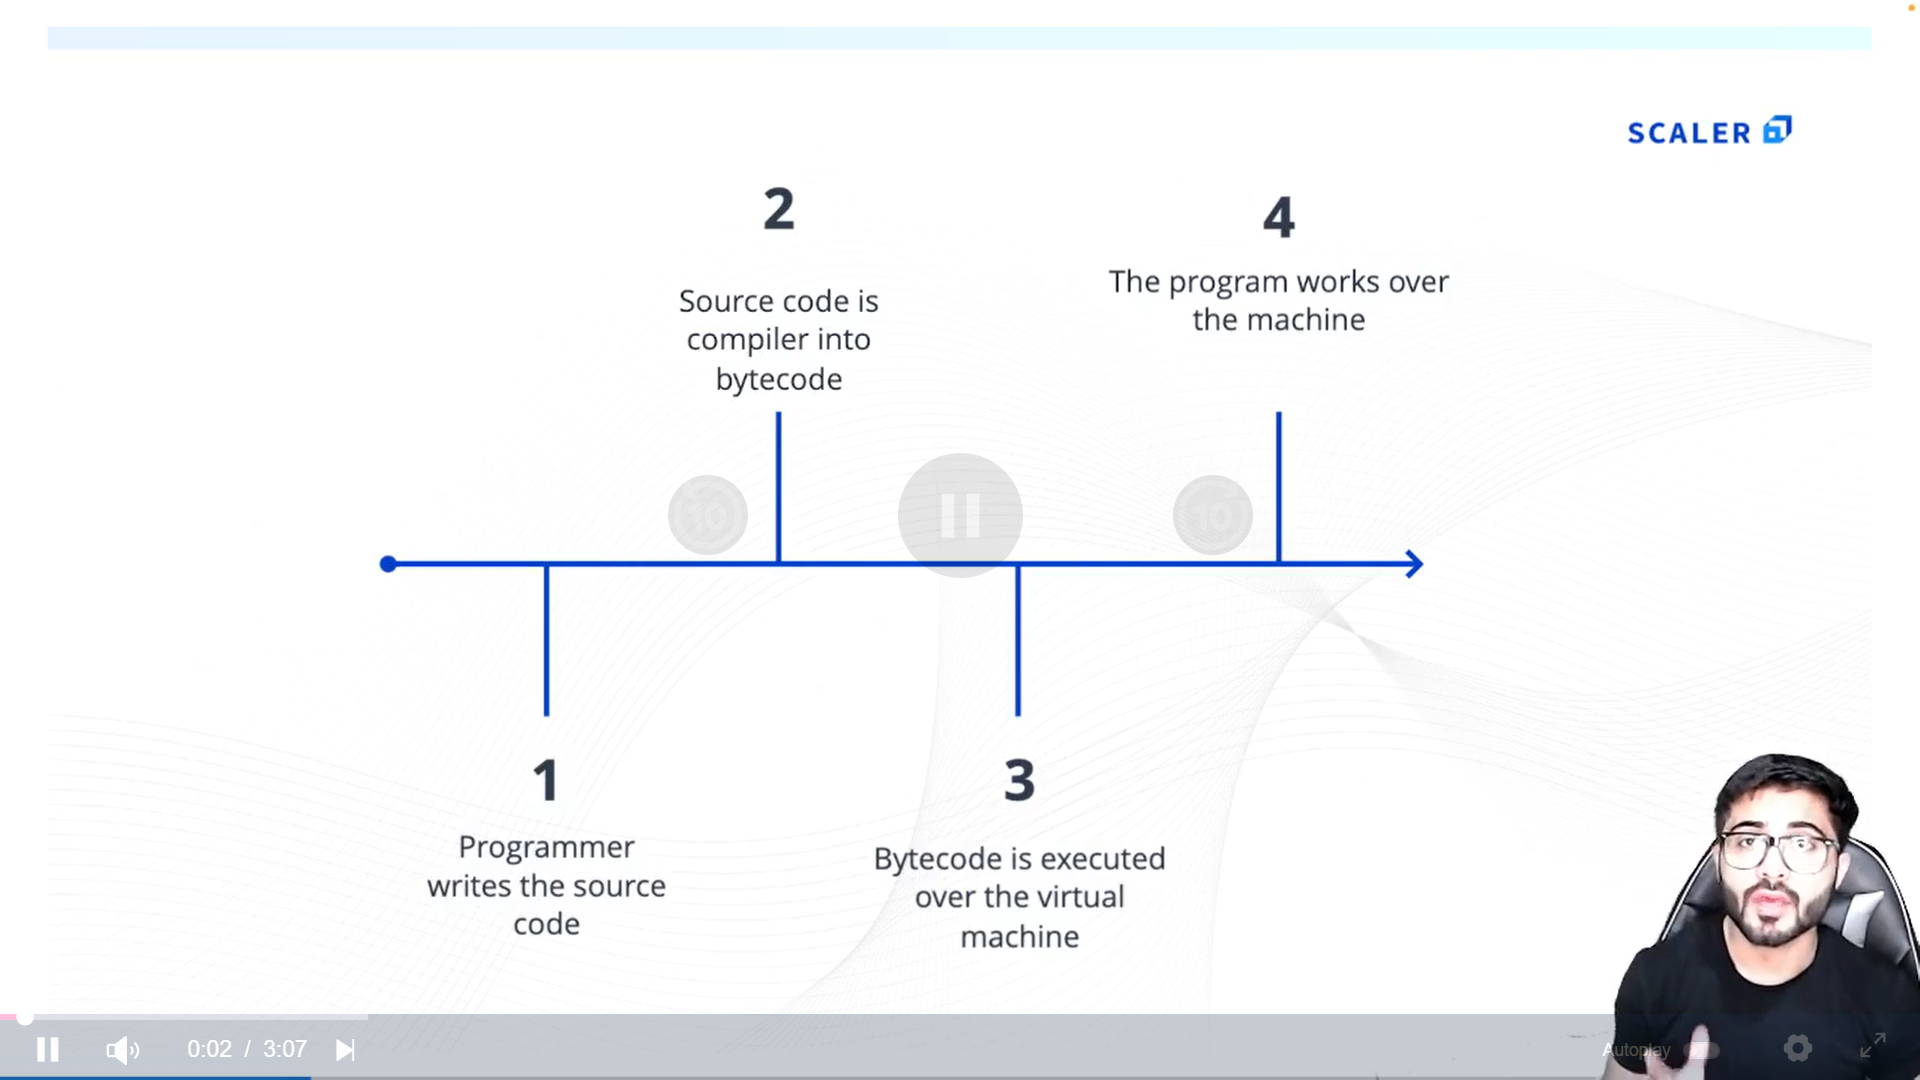 SCALER
2
Source code is
compiler into
bytecode
4
The program works over
the machine
10
10
1
Programmer
writes the source
code
3
Bytecode is executed
over the virtual
machine
0:02 / 3:07
Autoplay